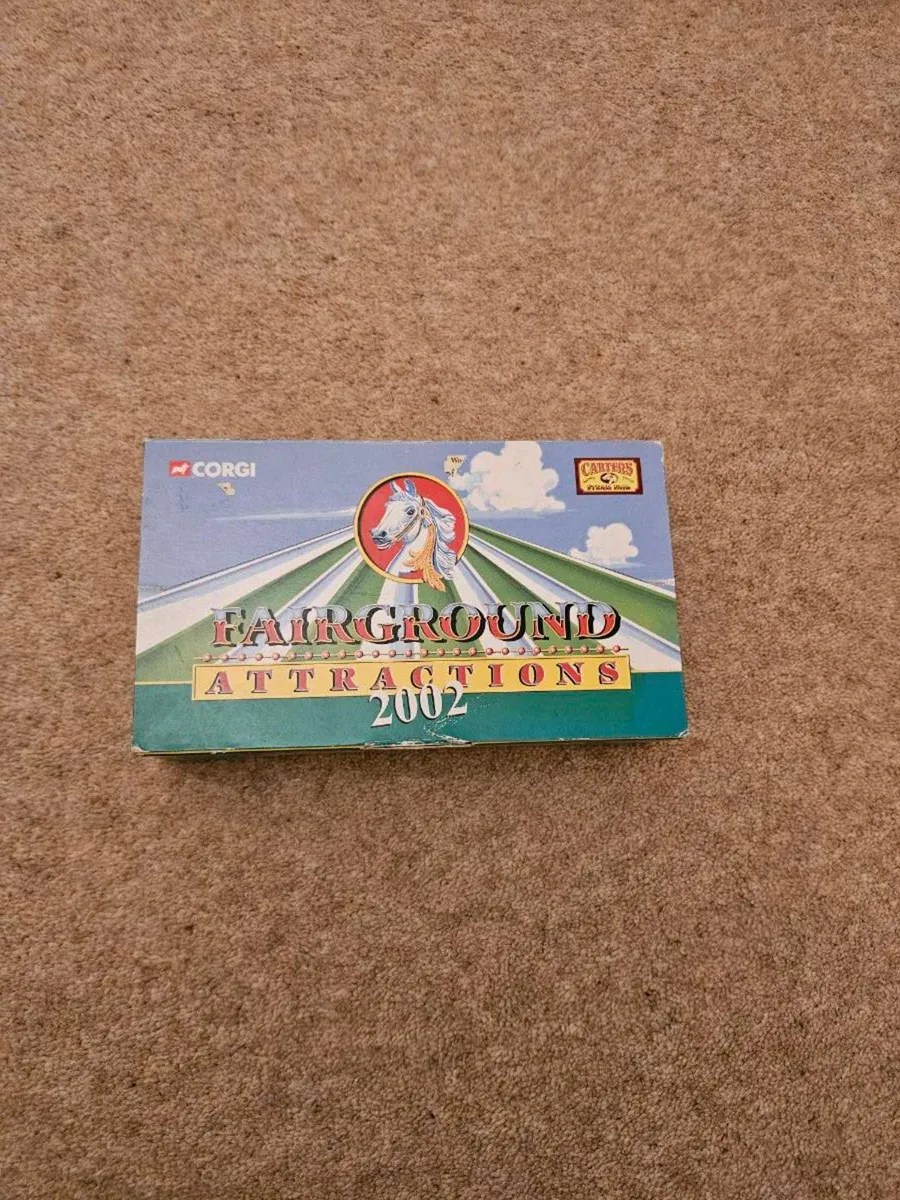 CORGI
CARTERS
FAIRGROUND
ATTRACTIONS
2002